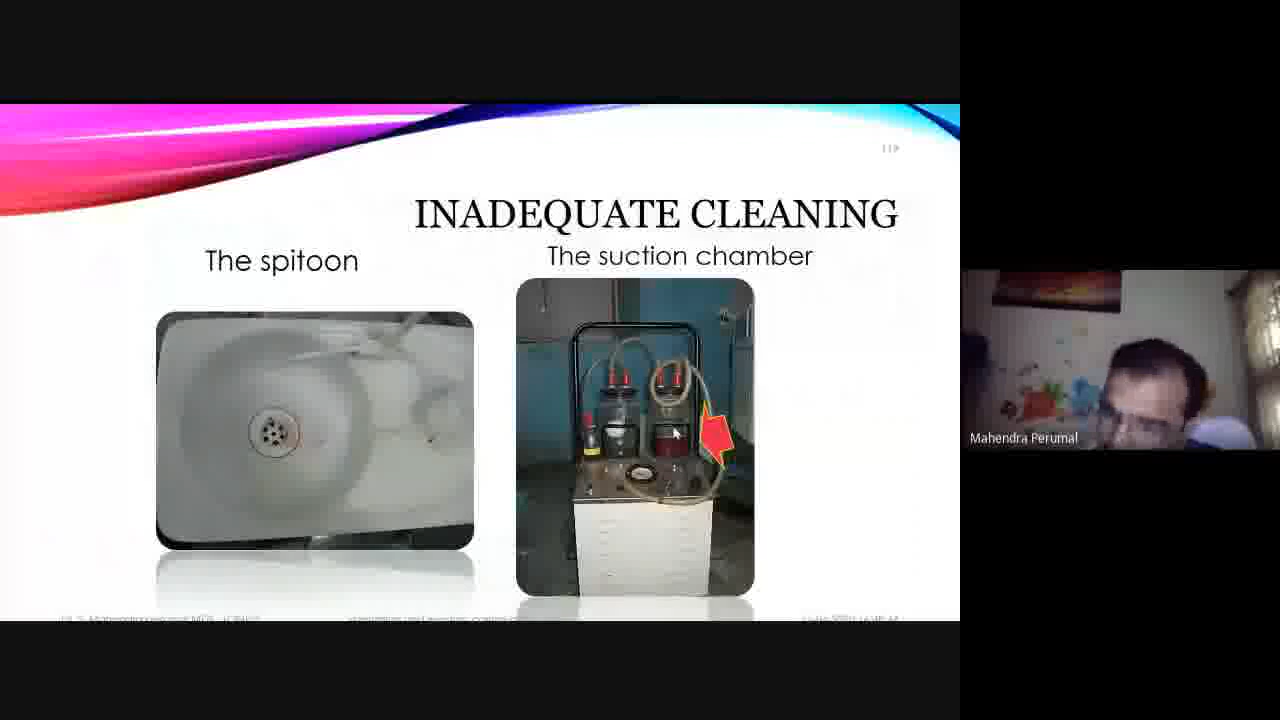 INADEQUATE CLEANING
The spitoon
The suction chamber
Mahendra Perumal